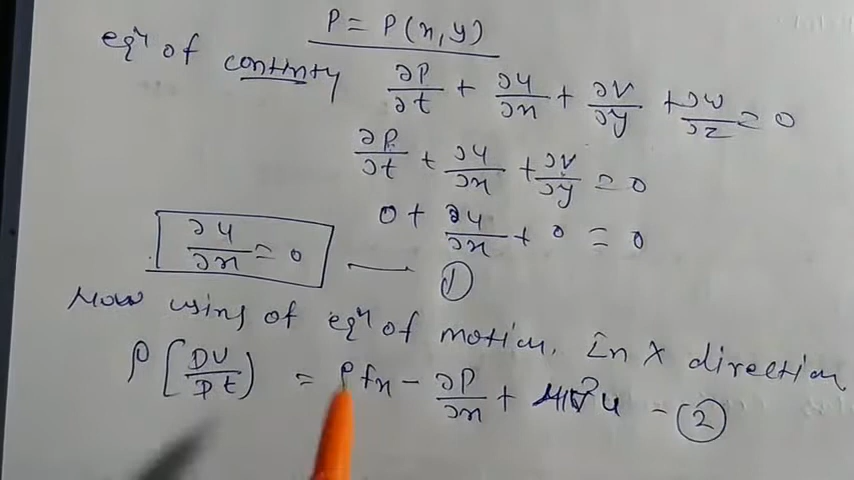 P = P(x, y)
eqⁿ of continty ∂P/∂t + ∂u/∂x + ∂v/∂y + ∂w/∂z = 0
∂P/∂t + ∂u/∂x + ∂v/∂y = 0
0 + ∂u/∂x + 0 = 0
∂u/∂x = 0 — ①
Now using of eqⁿ of motion. In X direction
ρ[DU/Dt) = ρfx - ∂P/∂x + μ∇²u - ②